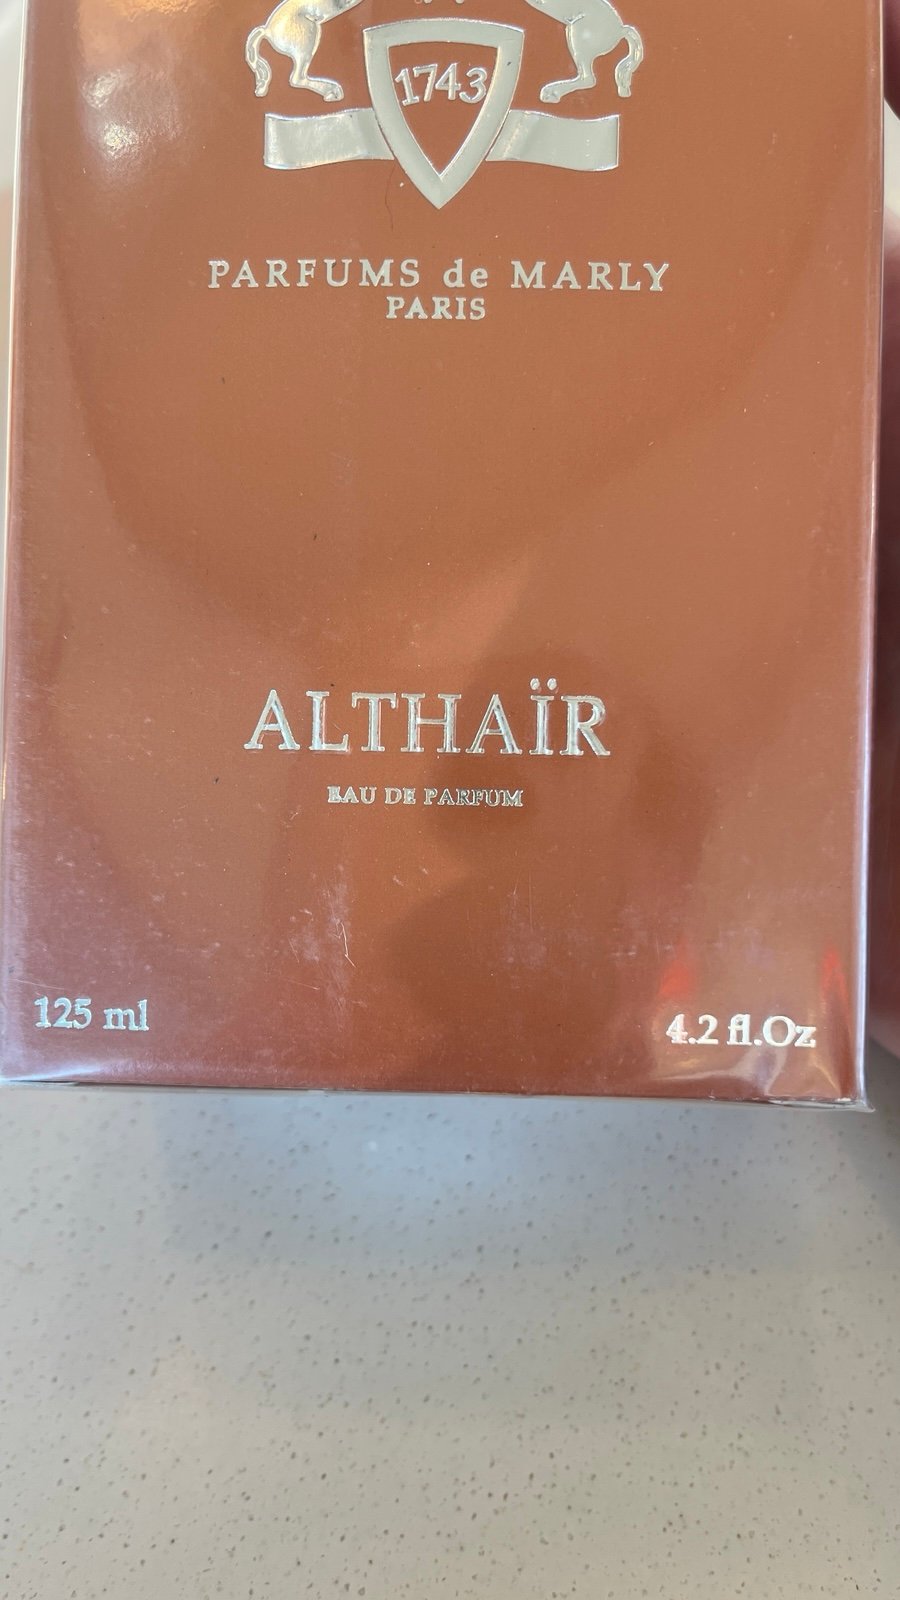 1743
PARFUMS de MARLY
PARIS
ALTHAÏR
EAU DE PARFUM
125 ml
4.2 fl.Oz